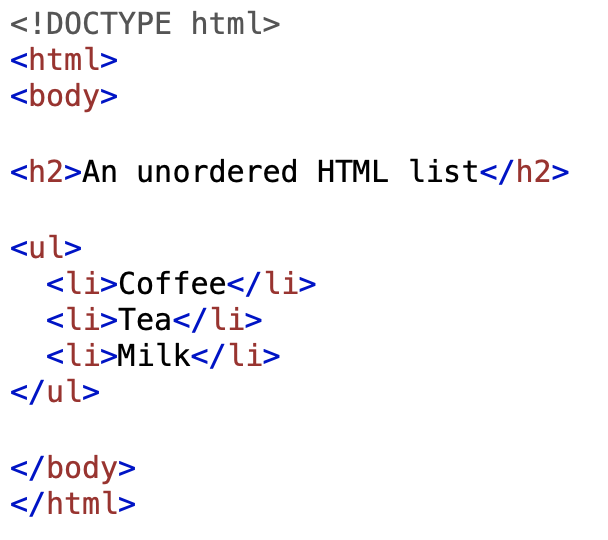 <!DOCTYPE html>
<html>
<body>
<h2>An unordered HTML list</h2>
<ul>
  <li>Coffee</li>
  <li>Tea</li>
  <li>Milk</li>
</ul>
</body>
</html>